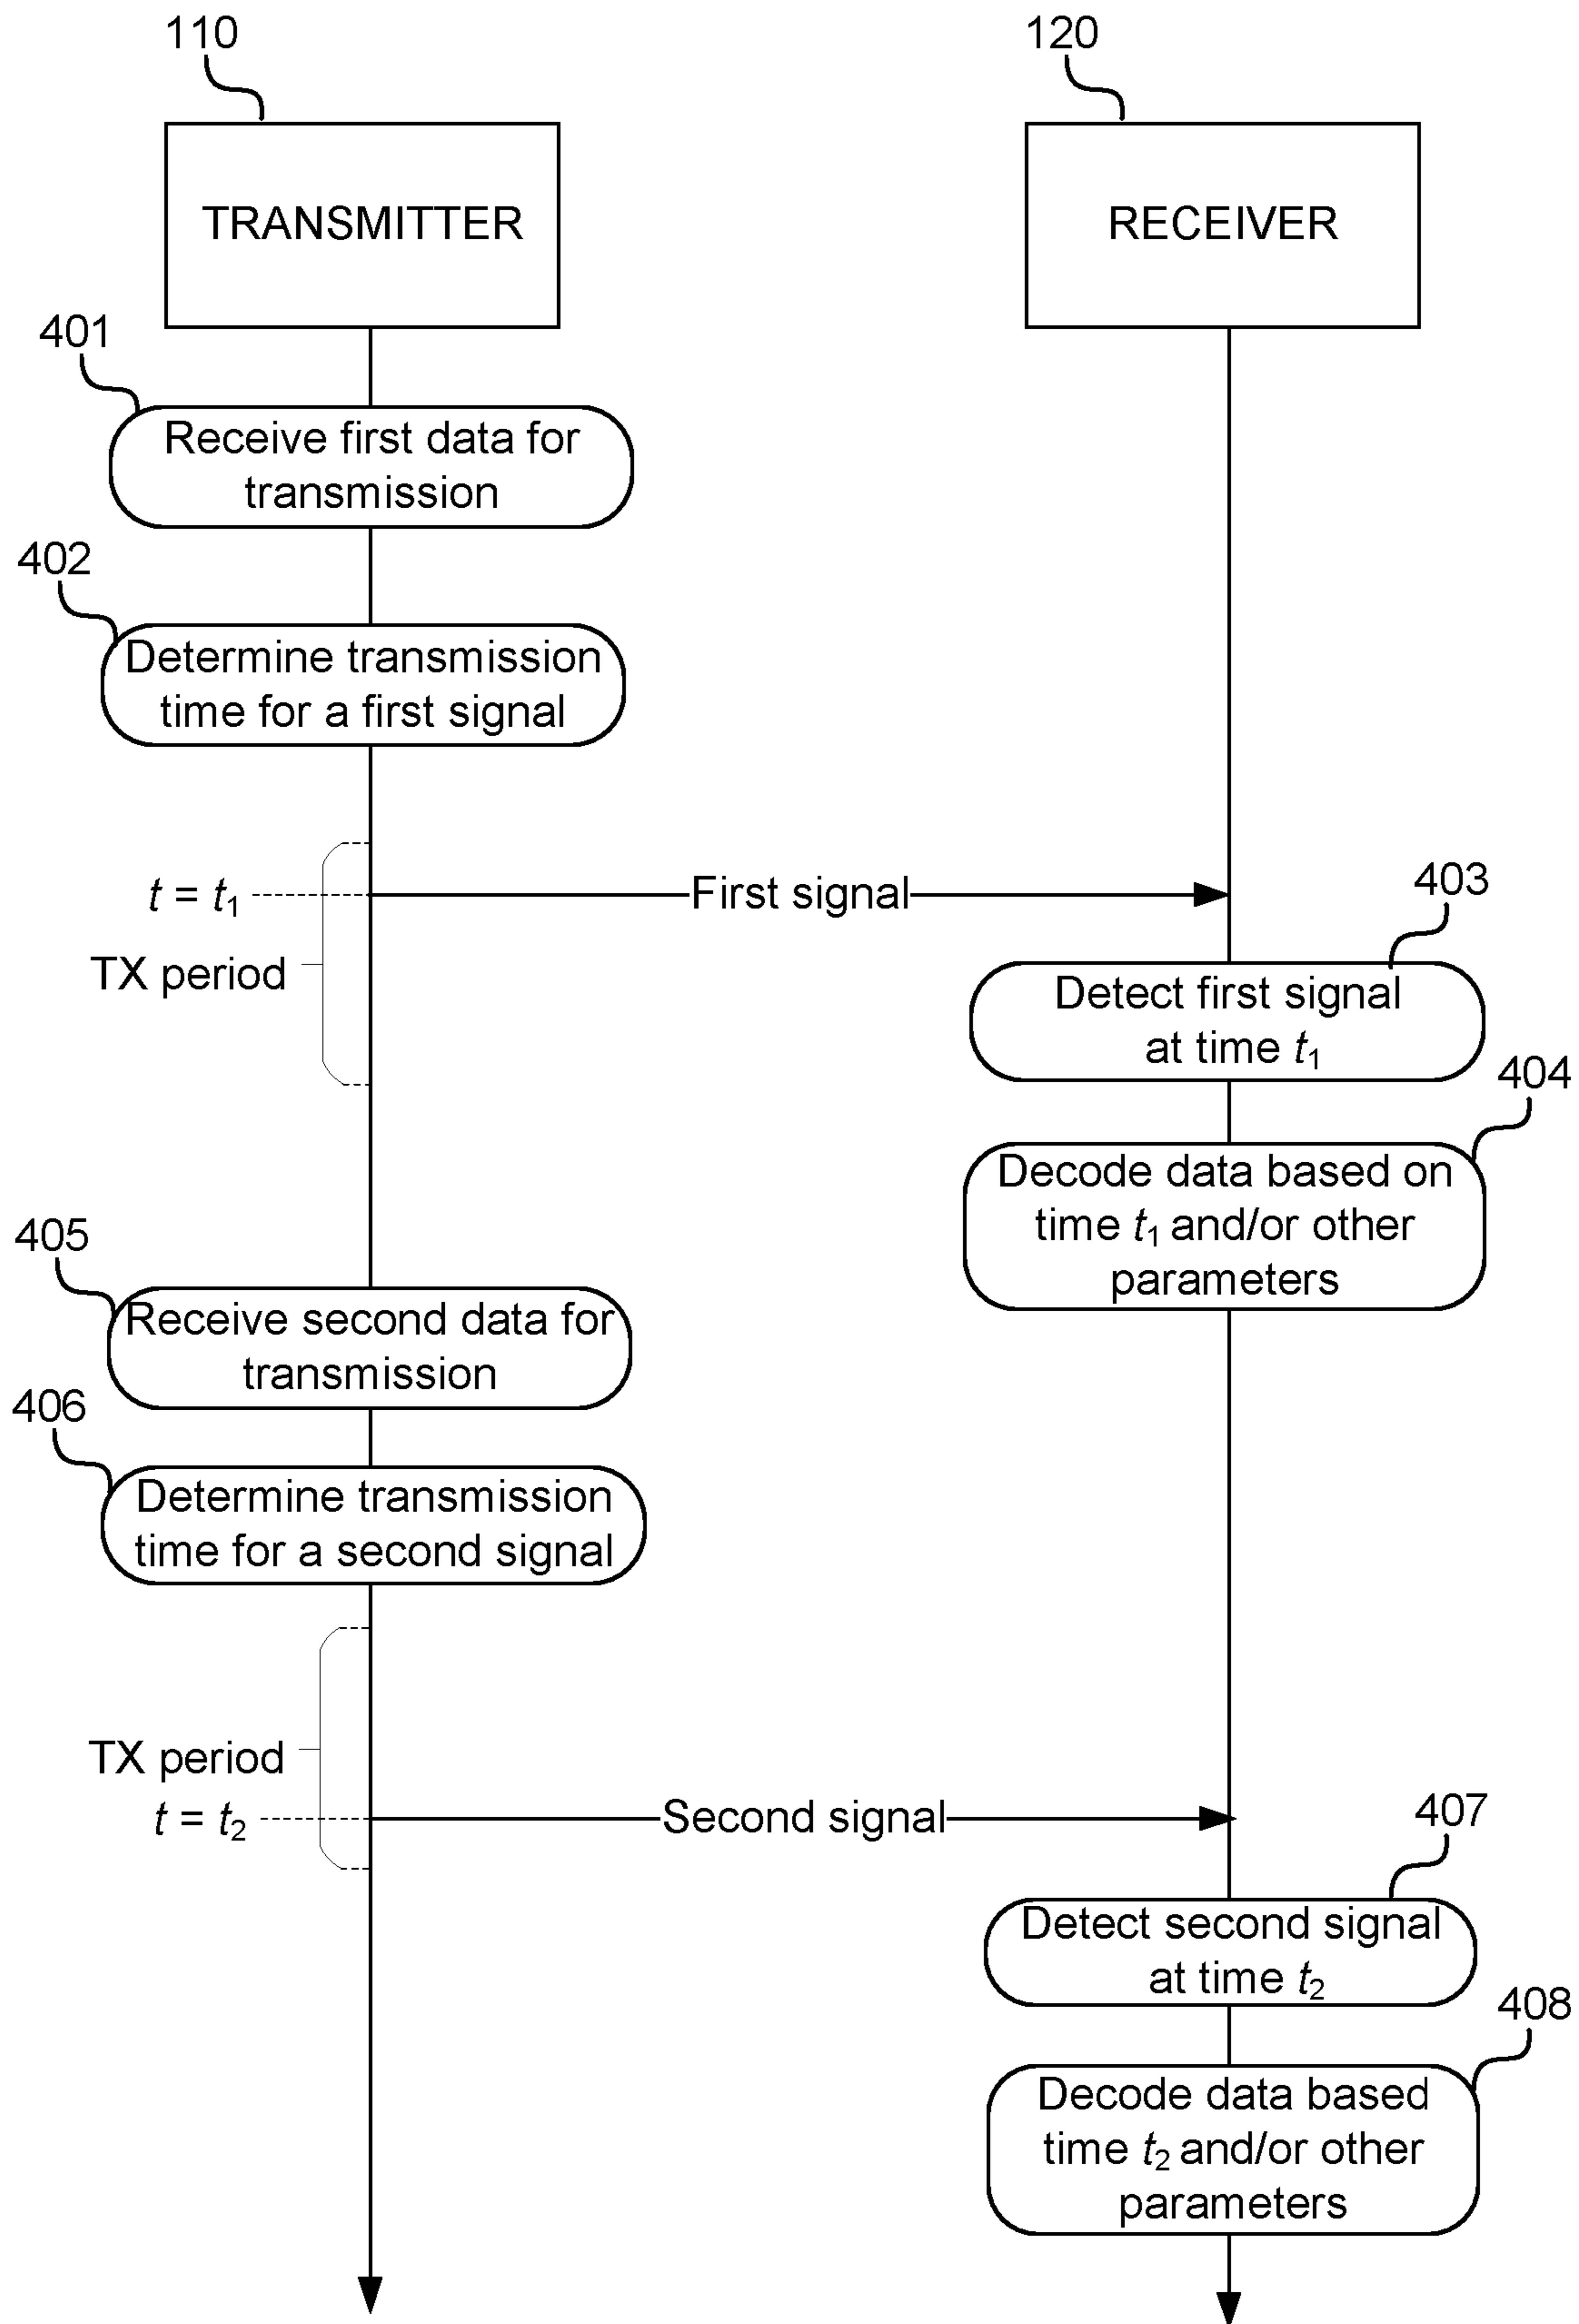 110
120
TRANSMITTER
RECEIVER
401
Receive first data for
transmission
402
Determine transmission
time for a first signal
t = t₁
First signal
TX period
403
Detect first signal
at time t₁
404
Decode data based on
time t₁ and/or other
parameters
405
Receive second data for
transmission
406
Determine transmission
time for a second signal
TX period
t = t₂
Second signal
407
Detect second signal
at time t₂
408
Decode data based
time t₂ and/or other
parameters